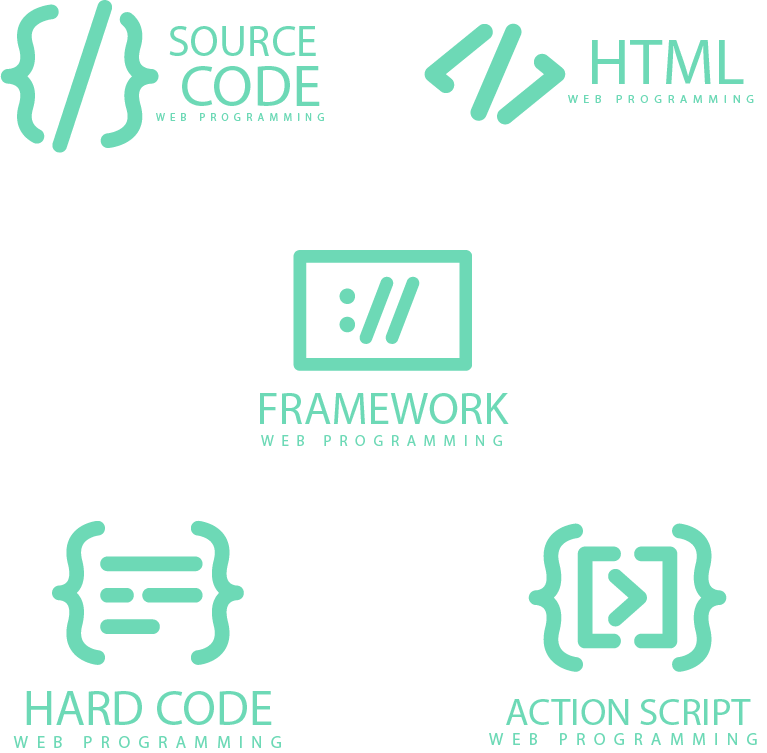 SOURCE
CODE
WEB PROGRAMMING
HTML
WEB PROGRAMMING
://
FRAMEWORK
WEB PROGRAMMING
HARD CODE
WEB PROGRAMMING
ACTION SCRIPT
WEB PROGRAMMING